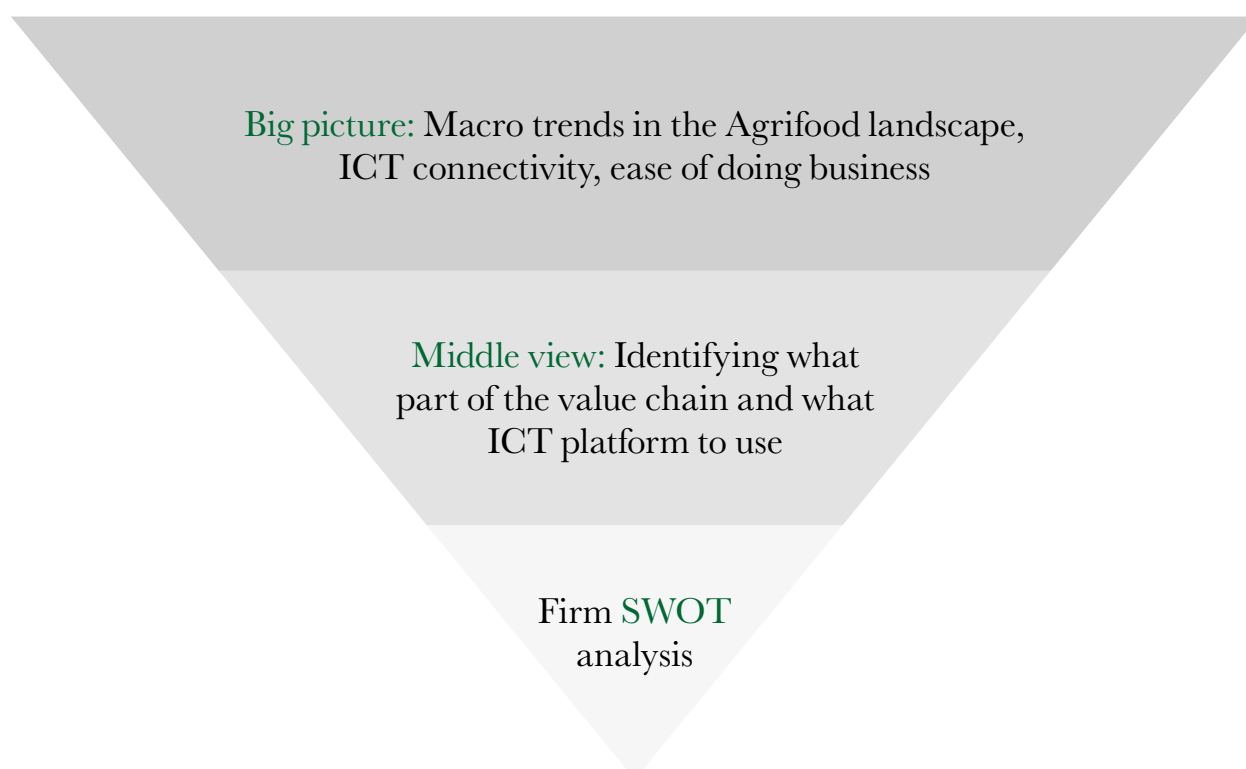 Big picture: Macro trends in the Agrifood landscape,
ICT connectivity, ease of doing business
Middle view: Identifying what
part of the value chain and what
ICT platform to use
Firm SWOT
analysis